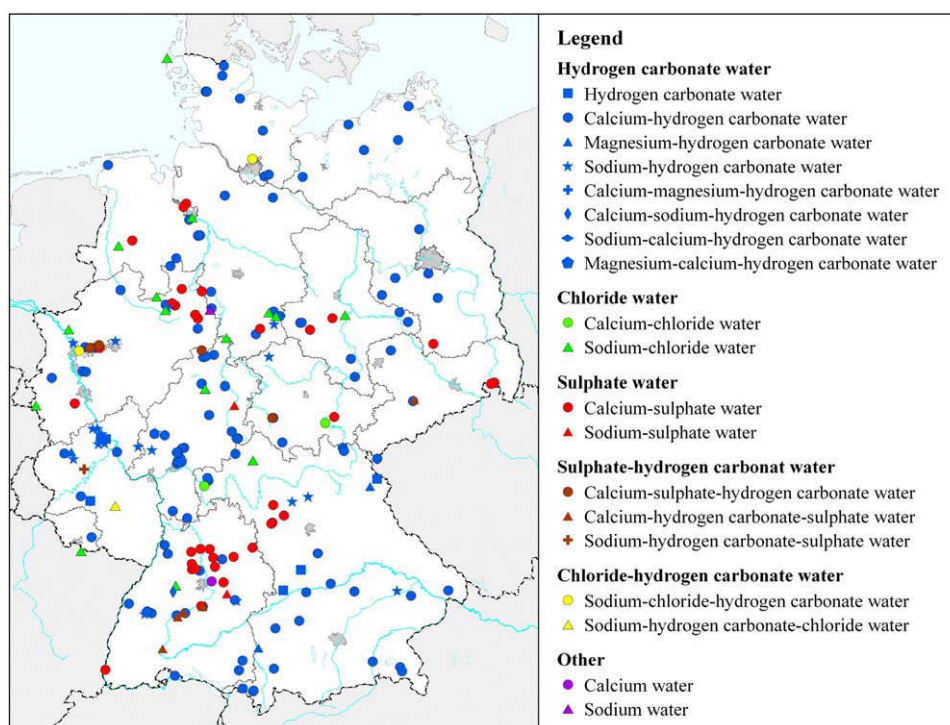 Legend
Hydrogen carbonate water
Hydrogen carbonate water
Calcium-hydrogen carbonate water
Magnesium-hydrogen carbonate water
Sodium-hydrogen carbonate water
Calcium-magnesium-hydrogen carbonate water
Calcium-sodium-hydrogen carbonate water
Sodium-calcium-hydrogen carbonate water
Magnesium-calcium-hydrogen carbonate water
Chloride water
Calcium-chloride water
Sodium-chloride water
Sulphate water
Calcium-sulphate water
Sodium-sulphate water
Sulphate-hydrogen carbonat water
Calcium-sulphate-hydrogen carbonate water
Calcium-hydrogen carbonate-sulphate water
Sodium-hydrogen carbonate-sulphate water
Chloride-hydrogen carbonate water
Sodium-chloride-hydrogen carbonate water
Sodium-hydrogen carbonate-chloride water
Other
Calcium water
Sodium water